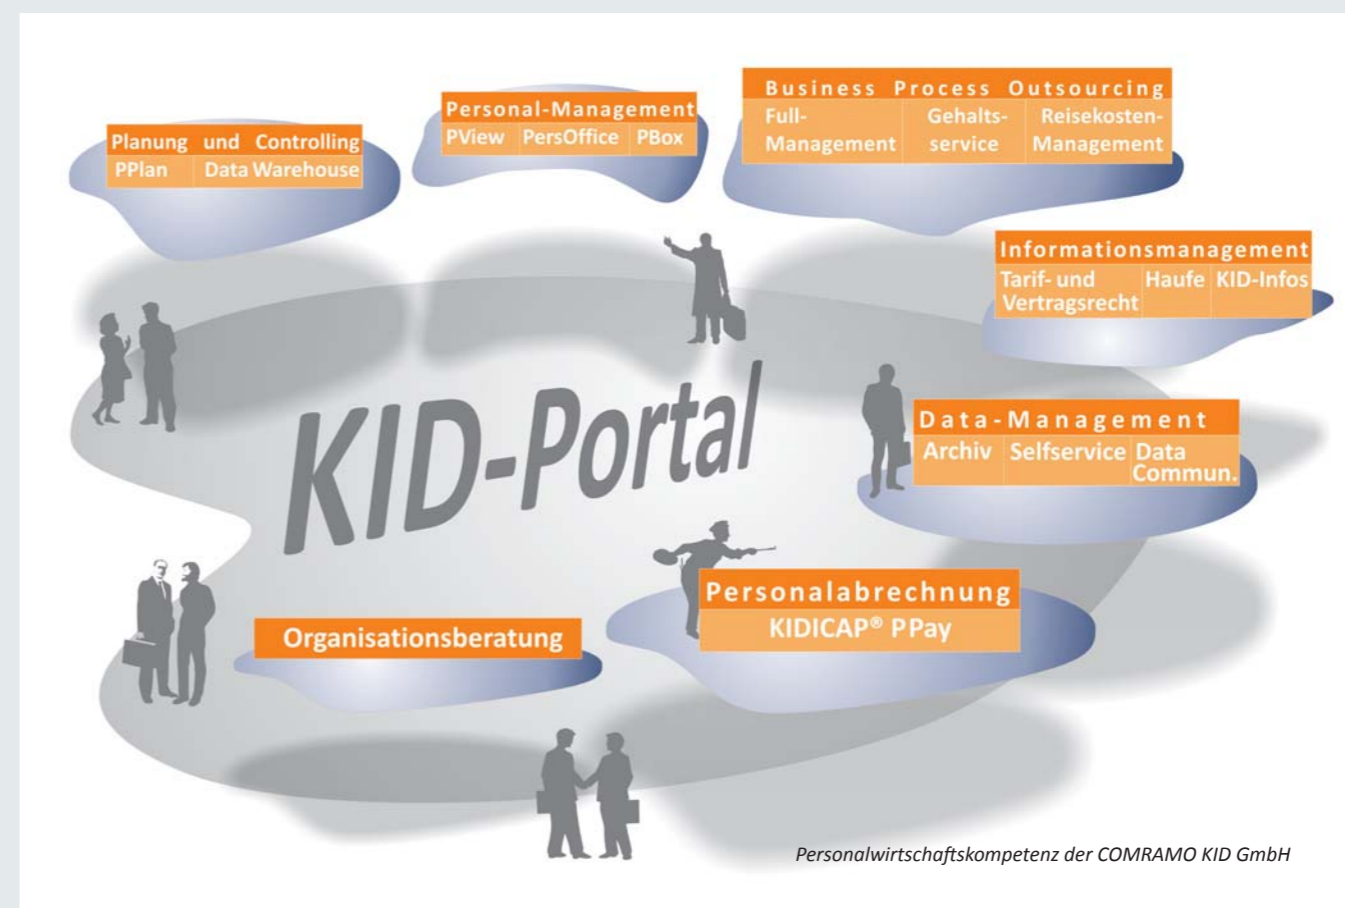 Planung und Controlling
PPlan Data Warehouse
Personal-Management
PView PersOffice PBox
Business Process Outsourcing
Full-Management Gehalts-service Reisekosten-Management
Informationsmanagement
Tarif- und Vertragsrecht Haufe KID-Infos
Data-Management
Archiv Selfservice Data Commun.
KID-Portal
Personalabrechnung
KIDICAP® PPay
Organisationsberatung
Personalwirtschaftskompetenz der COMRAMO KID GmbH